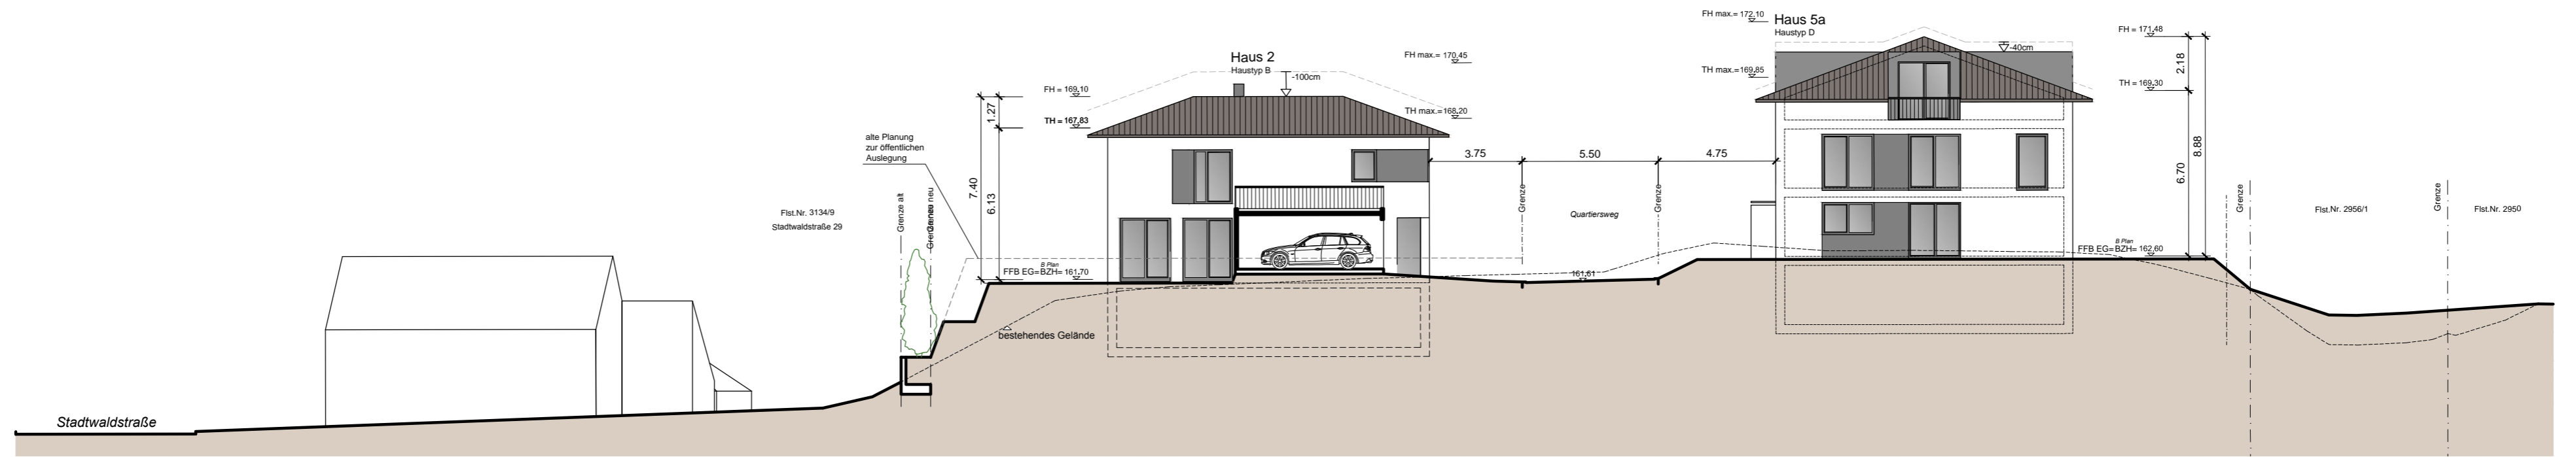 Stadtwaldstraße
Flst.Nr. 3134/9
Stadtwaldstraße 29
alte Planung
zur öffentlichen
Auslegung
Grenze alt
Grenze neu
7.40
1.27
6.13
FH = 169,10
TH = 167,83
B Plan
FFB EG=BZH= 161,70
bestehendes Gelände
Haus 2
Haustyp B
-100cm
FH max.= 170,45
TH max.=168,20
3.75
5.50
4.75
Grenze
Quartiersweg
Grenze
161,61
FH max.= 172,10
TH max.=169,85
Haus 5a
Haustyp D
-40cm
FH = 171,48
TH = 169,30
2.18
6.70
8.88
B Plan
FFB EG=BZH= 162,60
Grenze
Flst.Nr. 2956/1
Grenze
Flst.Nr. 2950